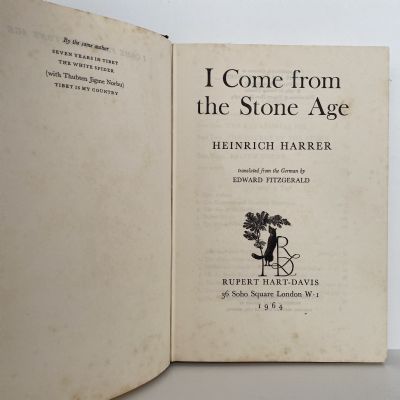 By the same author
SEVEN YEARS IN TIBET
THE WHITE SPIDER
(with Thubten Jigme Norbu)
TIBET IS MY COUNTRY
I Come from
the Stone Age
HEINRICH HARRER
translated from the German by
EDWARD FITZGERALD
RUPERT HART-DAVIS
36 Soho Square London W·1
1964